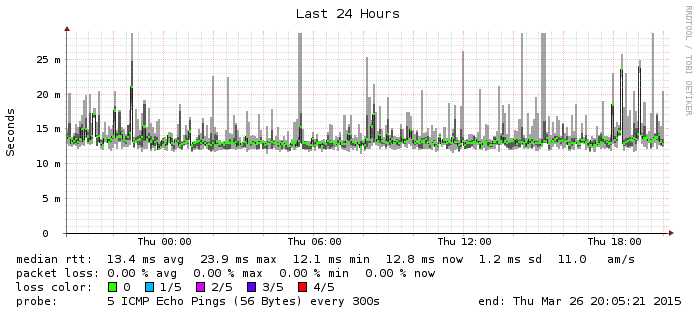 Last 24 Hours
RRDTOOL / TOBI OETIKER
Seconds
25 m
20 m
15 m
10 m
5 m
0
Thu 00:00 Thu 06:00 Thu 12:00 Thu 18:00
median rtt: 13.4 ms avg 23.9 ms max 12.1 ms min 12.8 ms now 1.2 ms sd 11.0 am/s
packet loss: 0.00 % avg 0.00 % max 0.00 % min 0.00 % now
loss color: 0 1/5 2/5 3/5 4/5
probe: 5 ICMP Echo Pings (56 Bytes) every 300s end: Thu Mar 26 20:05:21 2015